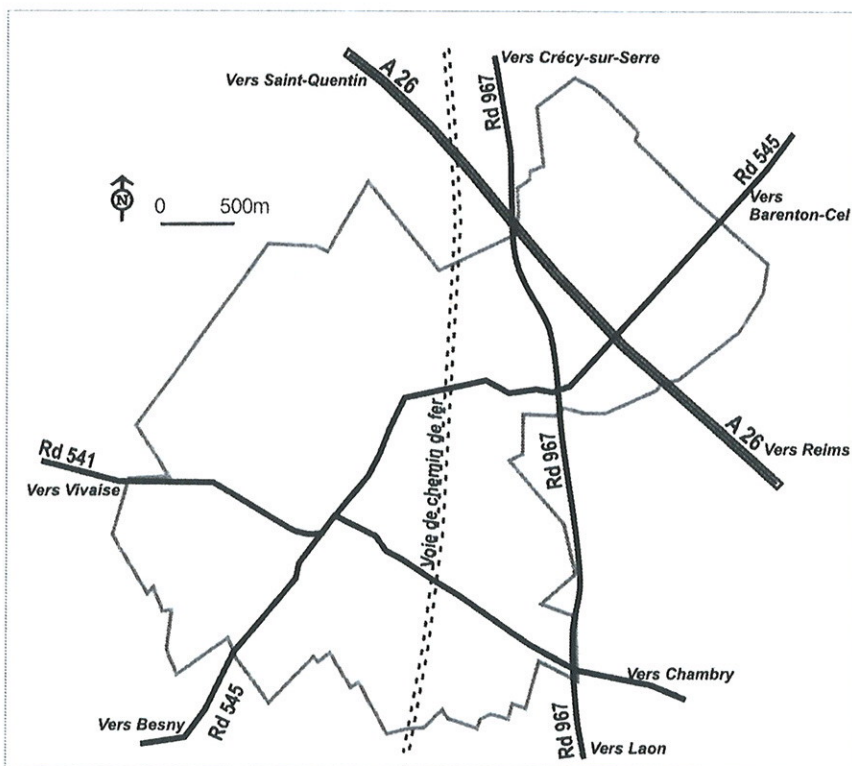 Vers Crécy-sur-Serre
A 26
Vers Saint-Quentin
Rd 967
Rd 545
Vers
Barenton-Cel
N
0 500m
Voie de chemin de fer
Rd 967
A 26
Vers Reims
Rd 541
Vers Vivaise
Vers Chambry
Rd 545
Vers Besny
Rd 967
Vers Laon